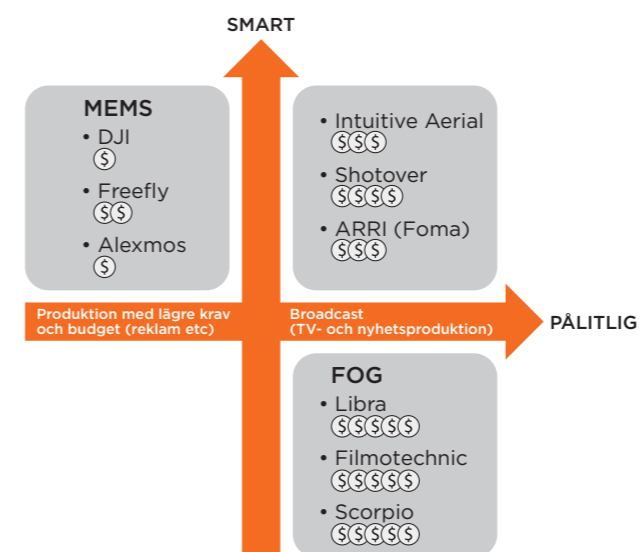 SMART
MEMS
• DJI
$
• Freefly
$$
• Alexmos
$
• Intuitive Aerial
$$$
• Shotover
$$$$
• ARRI (Foma)
$$$
Produktion med lägre krav
och budget (reklam etc)
Broadcast
(TV- och nyhetsproduktion)
PÅLITLIG
FOG
• Libra
$$$$$
• Filmotechnic
$$$$$
• Scorpio
$$$$$